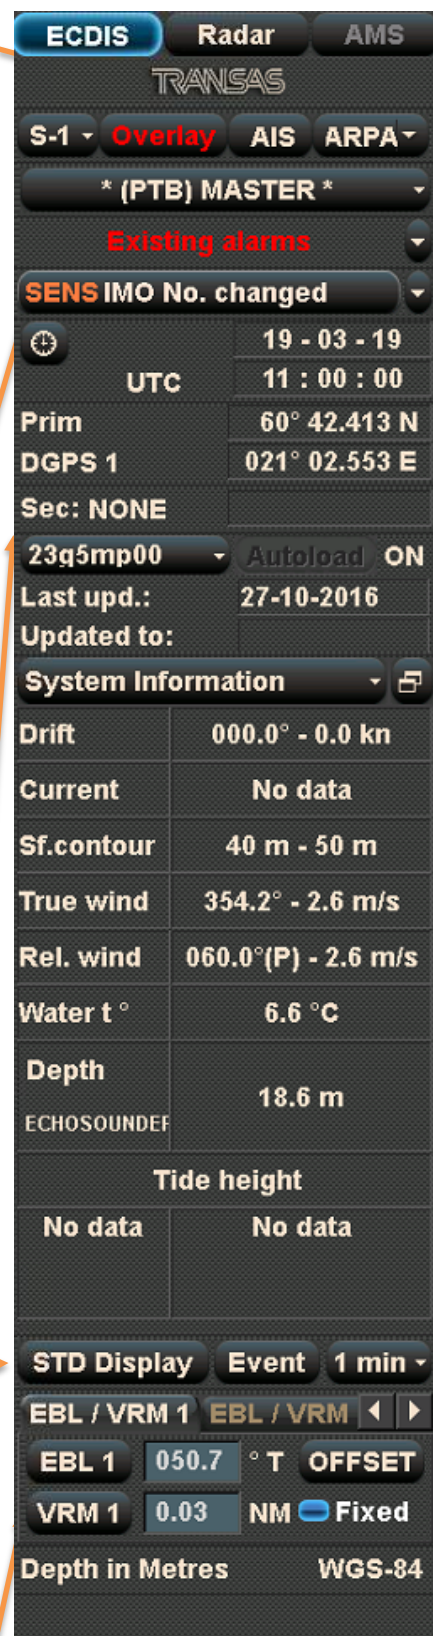 ECDIS Radar AMS
TRANSAS
S-1 Overlay AIS ARPA
* (PTB) MASTER *
Existing alarms
SENS IMO No. changed
19 - 03 - 19
UTC 11 : 00 : 00
Prim 60° 42.413 N
DGPS 1 021° 02.553 E
Sec: NONE
23q5mp00 Autoload ON
Last upd.: 27-10-2016
Updated to:
System Information
Drift 000.0° - 0.0 kn
Current No data
Sf.contour 40 m - 50 m
True wind 354.2° - 2.6 m/s
Rel. wind 060.0°(P) - 2.6 m/s
Water t ° 6.6 °C
Depth
18.6 m
ECHOSOUNDER
Tide height
No data No data
STD Display Event 1 min
EBL / VRM 1 EBL / VRM
EBL 1 050.7 ° T OFFSET
VRM 1 0.03 NM Fixed
Depth in Metres WGS-84